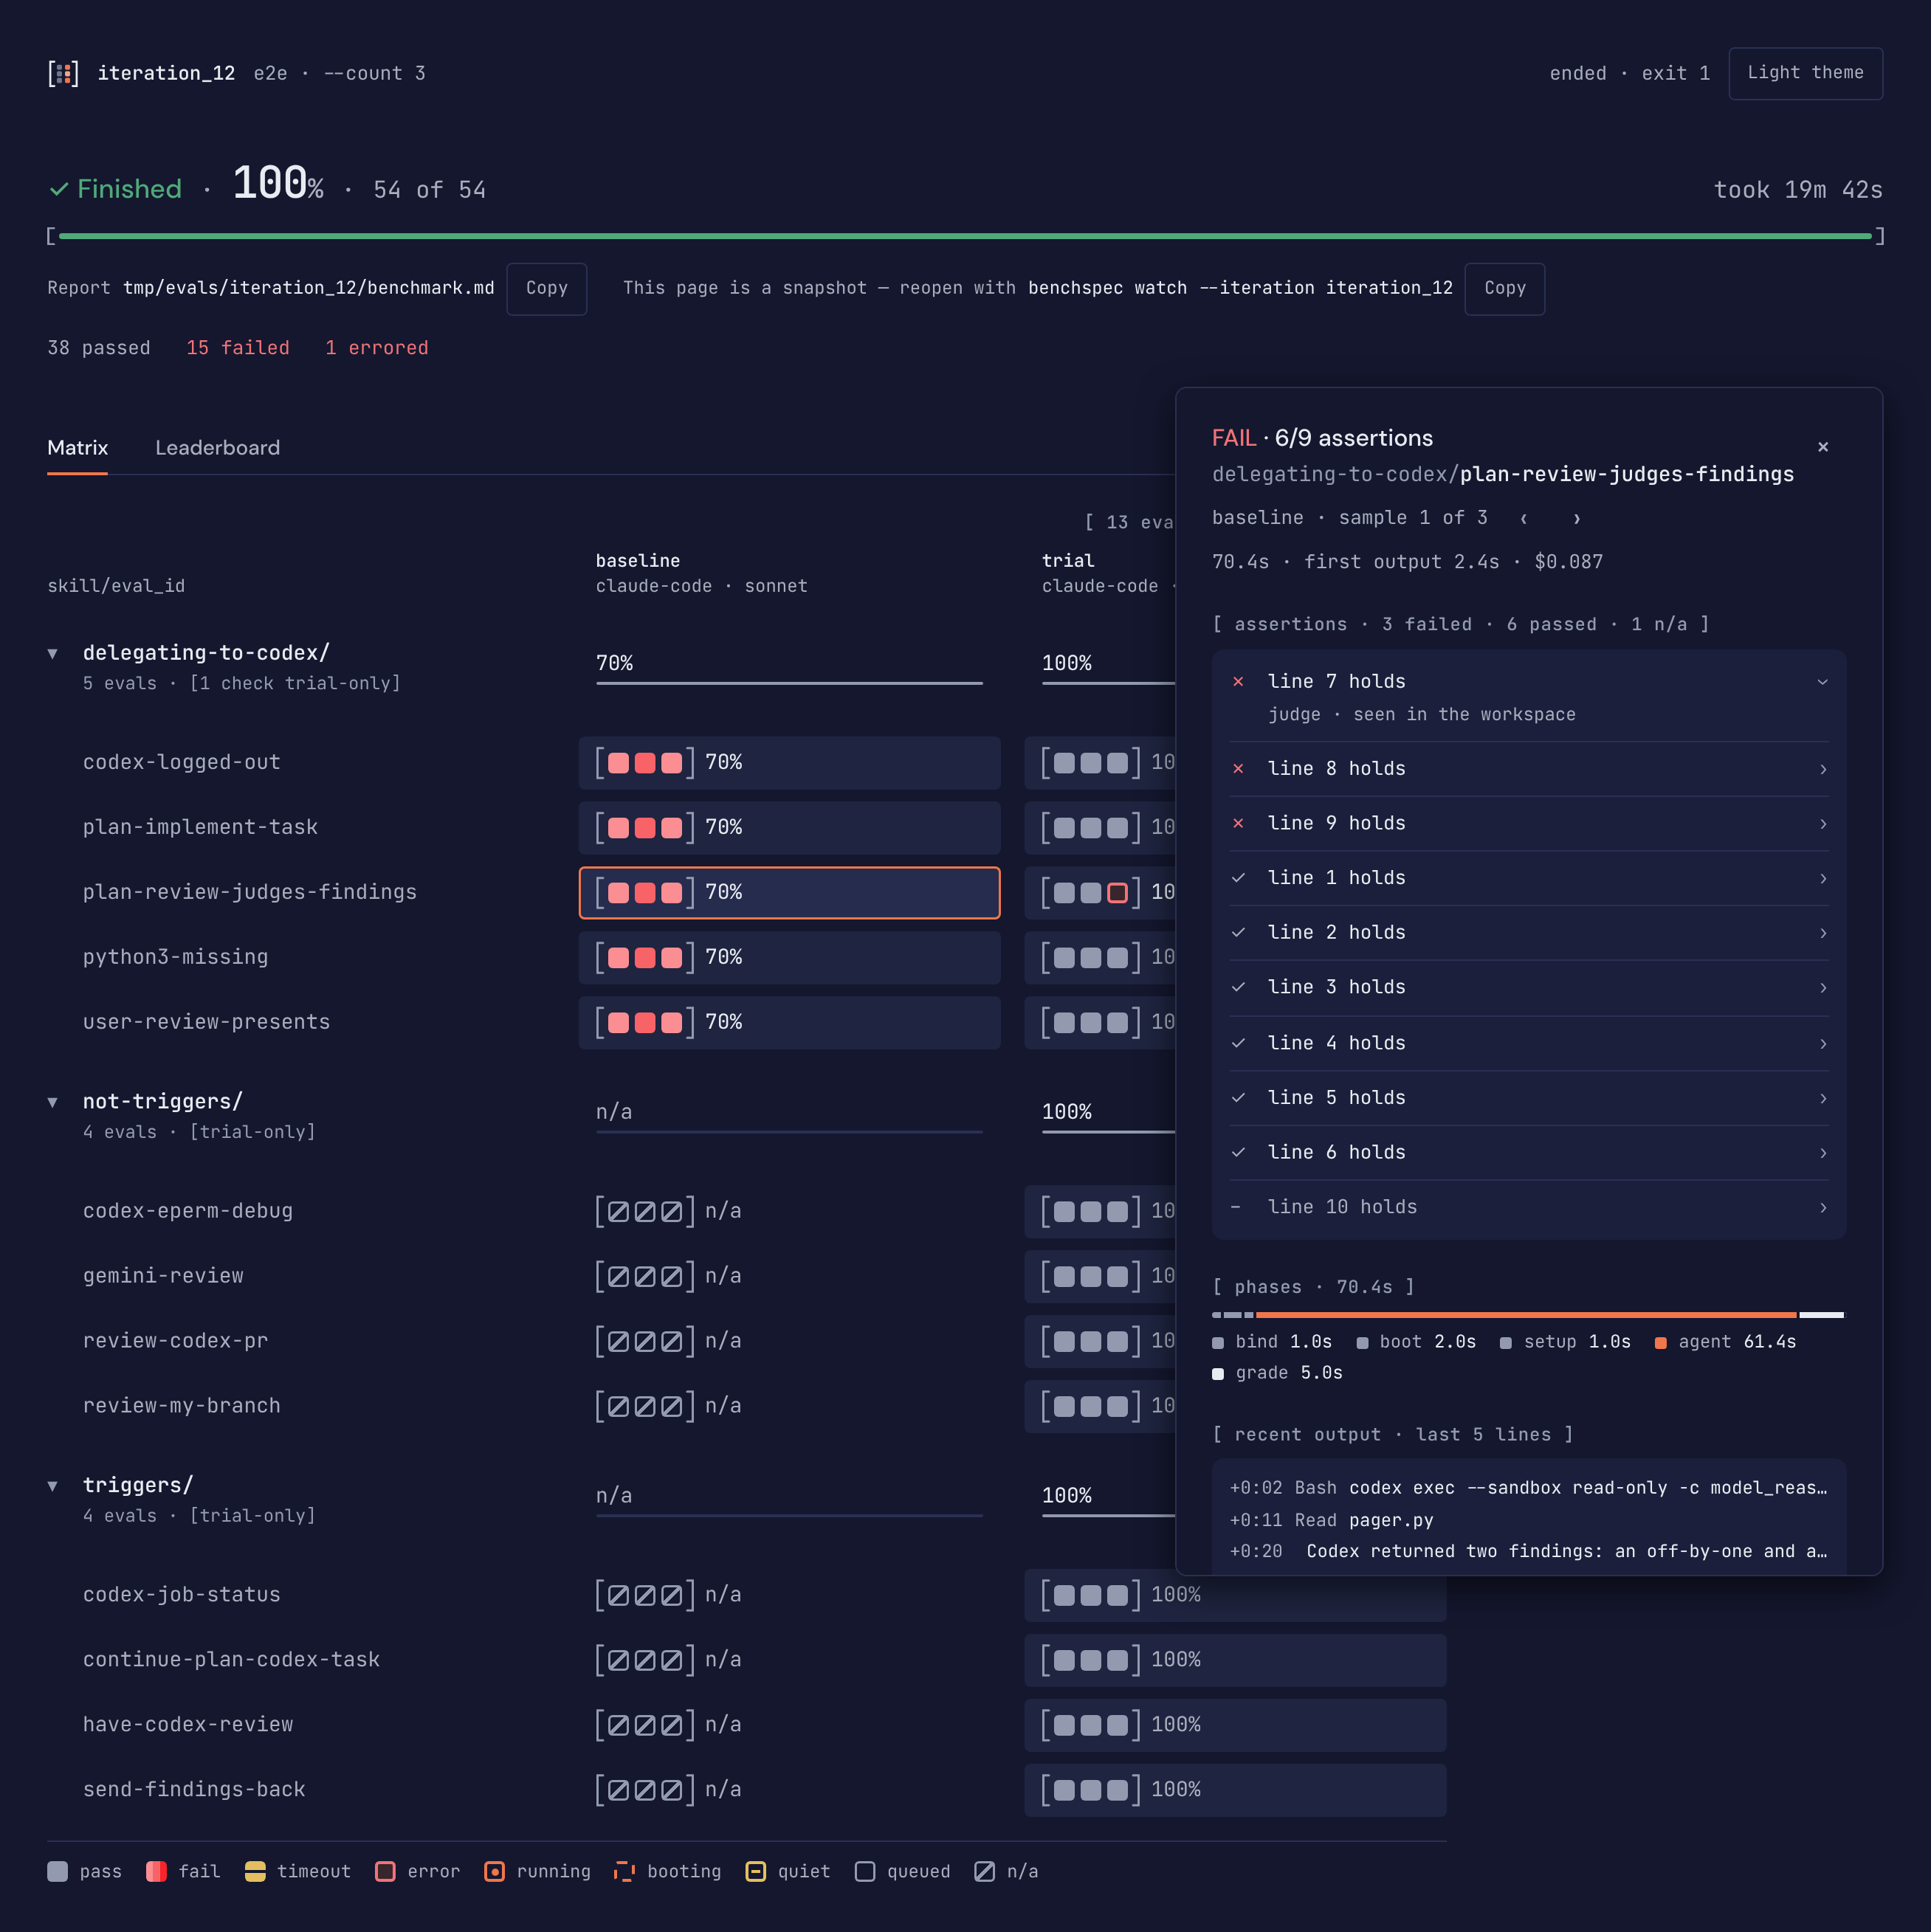 iteration_12 e2e · --count 3
ended · exit 1
Light theme
✓ Finished · 100% · 54 of 54
took 19m 42s
Report tmp/evals/iteration_12/benchmark.md
Copy
This page is a snapshot — reopen with benchspec watch --iteration iteration_12
Copy
38 passed 15 failed 1 errored
Matrix
Leaderboard
[ 13 eva
skill/eval_id
baseline
claude-code · sonnet
trial
claude-code ·
▼ delegating-to-codex/
5 evals · [1 check trial-only]
70%
100%
codex-logged-out
70%
10
plan-implement-task
70%
10
plan-review-judges-findings
70%
10
python3-missing
70%
10
user-review-presents
70%
10
▼ not-triggers/
4 evals · [trial-only]
n/a
100%
codex-eperm-debug
n/a
10
gemini-review
n/a
10
review-codex-pr
n/a
10
review-my-branch
n/a
10
▼ triggers/
4 evals · [trial-only]
n/a
100%
codex-job-status
n/a
100%
continue-plan-codex-task
n/a
100%
have-codex-review
n/a
100%
send-findings-back
n/a
100%
pass
fail
timeout
error
running
booting
quiet
queued
n/a
FAIL · 6/9 assertions
×
delegating-to-codex/plan-review-judges-findings
baseline · sample 1 of 3 ‹ ›
70.4s · first output 2.4s · $0.087
[ assertions · 3 failed · 6 passed · 1 n/a ]
× line 7 holds
judge · seen in the workspace
× line 8 holds ›
× line 9 holds ›
✓ line 1 holds ›
✓ line 2 holds ›
✓ line 3 holds ›
✓ line 4 holds ›
✓ line 5 holds ›
✓ line 6 holds ›
– line 10 holds ›
[ phases · 70.4s ]
bind 1.0s boot 2.0s setup 1.0s agent 61.4s
grade 5.0s
[ recent output · last 5 lines ]
+0:02 Bash codex exec --sandbox read-only -c model_reas…
+0:11 Read pager.py
+0:20 Codex returned two findings: an off-by-one and a…